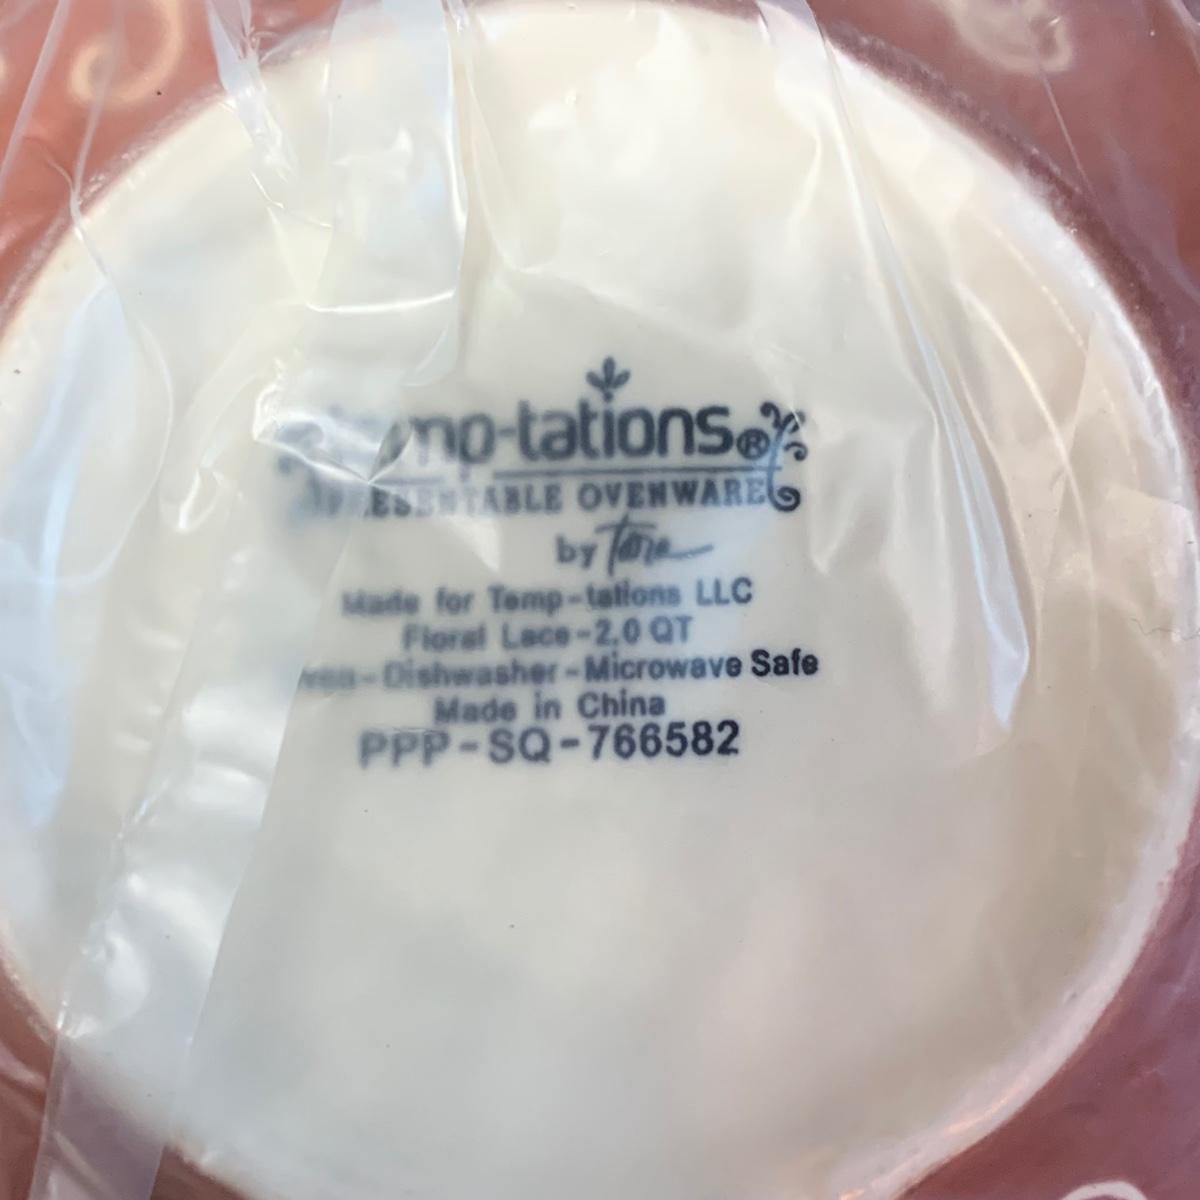 temp-tations®
PRESENTABLE OVENWARE
by Tara
Made for Temp-tations LLC
Floral Lace-2.0 QT
Oven-Dishwasher-Microwave Safe
Made in China
PPP-SQ-766582